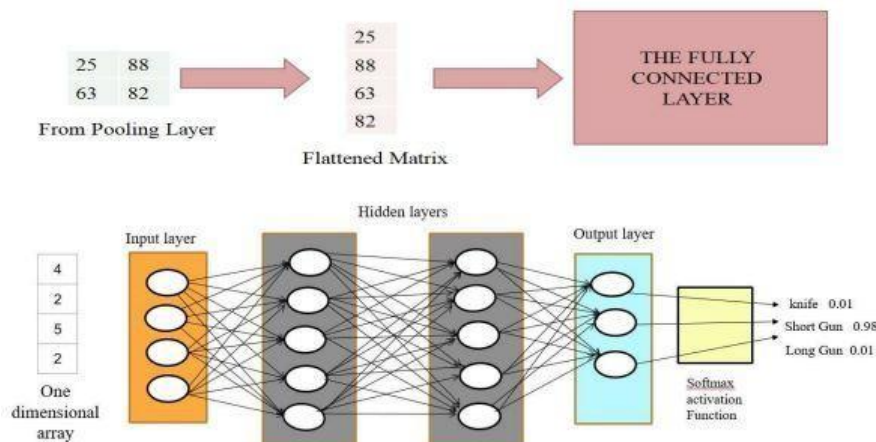 25 88
63 82
From Pooling Layer
25
88
63
82
Flattened Matrix
THE FULLY
CONNECTED
LAYER
Hidden layers
Input layer
Output layer
4
2
5
2
One
dimensional
array
knife 0.01
Short Gun 0.98
Long Gun 0.01
Softmax
activation
Function